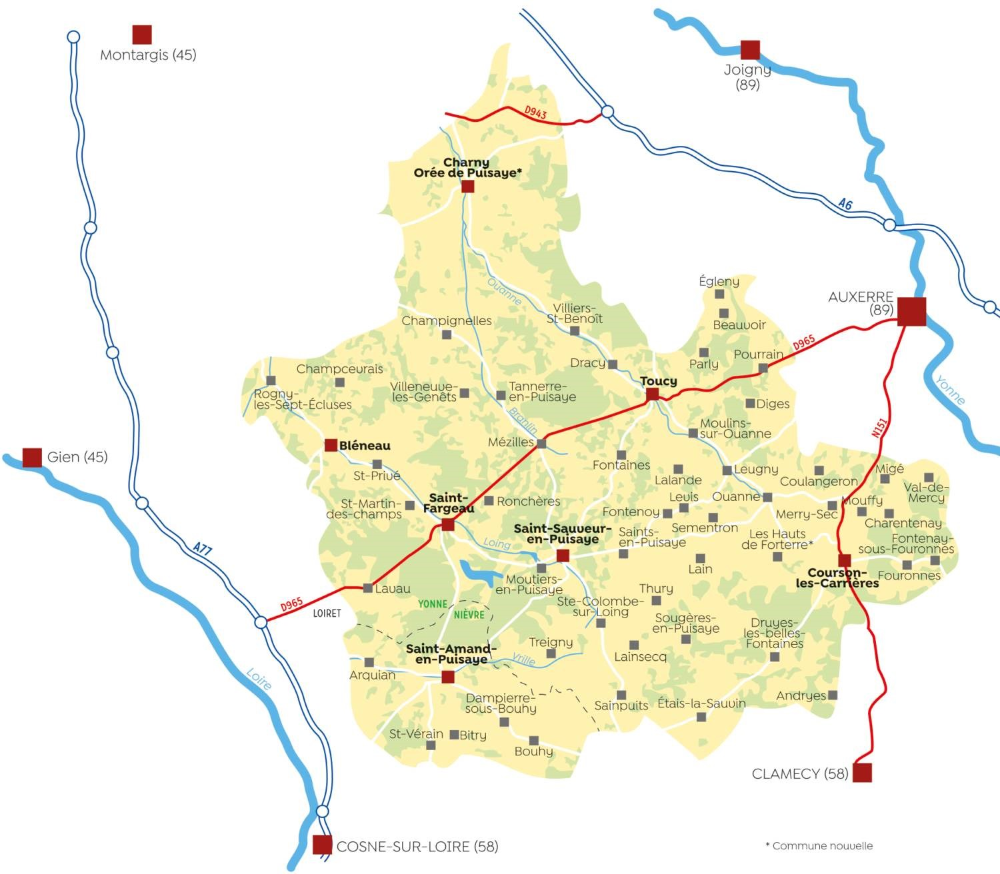 Montargis (45)
Joigny
(89)
D943
Charny
Orée de Puisaye*
A6
Égleny
AUXERRE
(89)
Ouanne
Villiers-
St-Benoît
Champignelles
Beauvoir
D965
Parly
Pourrain
Dracy
Champcevrais
Toucy
Yonne
Rogny-
les-Sept-Écluses
Villeneuve-
les-Genêts
Tannerre-
en-Puisaye
Diges
Branlin
Moulins-
sur-Ouanne
N151
Mézilles
Bléneau
Gien (45)
Fontaines
St-Privé
Lalande
Leugny
Coulangeron
Migé
Val-de-
Mercy
St-Martin-
des-champs
Saint-
Fargeau
Ronchères
Levis
Ouanne
Mouffy
Fontenoy
Merry-Sec
Sementron
Charentenay
Saint-Sauveur-
en-Puisaye
Saints-
en-Puisaye
Les Hauts
de Forterre*
Fontenay-
sous-Fouronnes
Loing
A77
Lain
Fouronnes
Courson-
les-Carrières
Moutiers-
en-Puisaye
Lavau
Thury
D965
LOIRET
YONNE
NIÈVRE
Ste-Colombe-
sur-Loing
Sougères-
en-Puisaye
Druyes-
les-belles-
Fontaines
Saint-Amand-
en-Puisaye
Treigny
Lainsecq
Vrille
Arquian
Loire
Dampierre-
sous-Bouhy
Sainpuits
Étais-la-Sauvin
Andryes
St-Vérain
Bitry
Bouhy
CLAMECY (58)
COSNE-SUR-LOIRE (58)
* Commune nouvelle